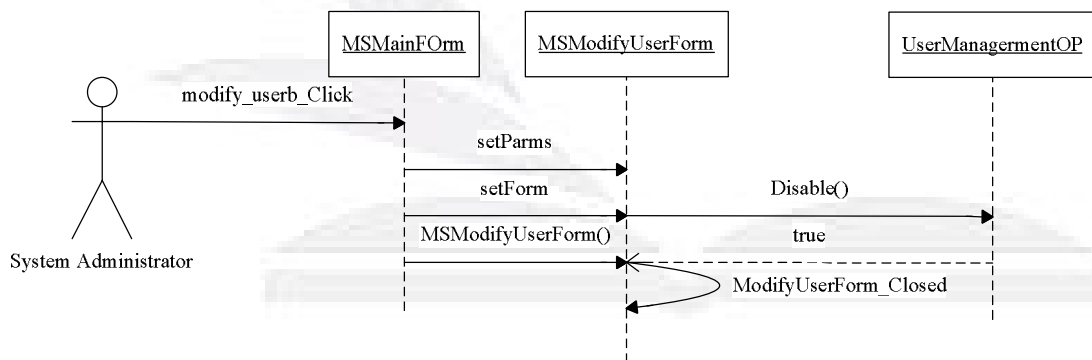 MSMainFOrm
MSModifyUserForm
UserManagermentOP
modify_userb_Click
setParms
setForm
Disable()
MSModifyUserForm()
true
System Administrator
ModifyUserForm_Closed